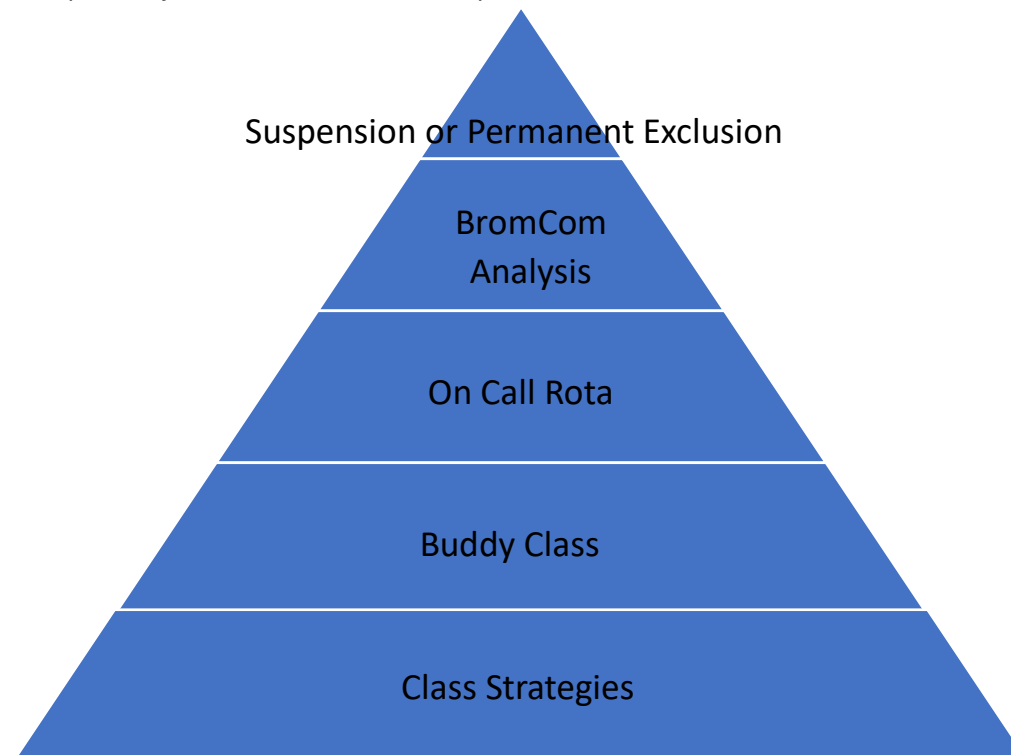 Suspension or Permanent Exclusion
BromCom
Analysis
On Call Rota
Buddy Class
Class Strategies